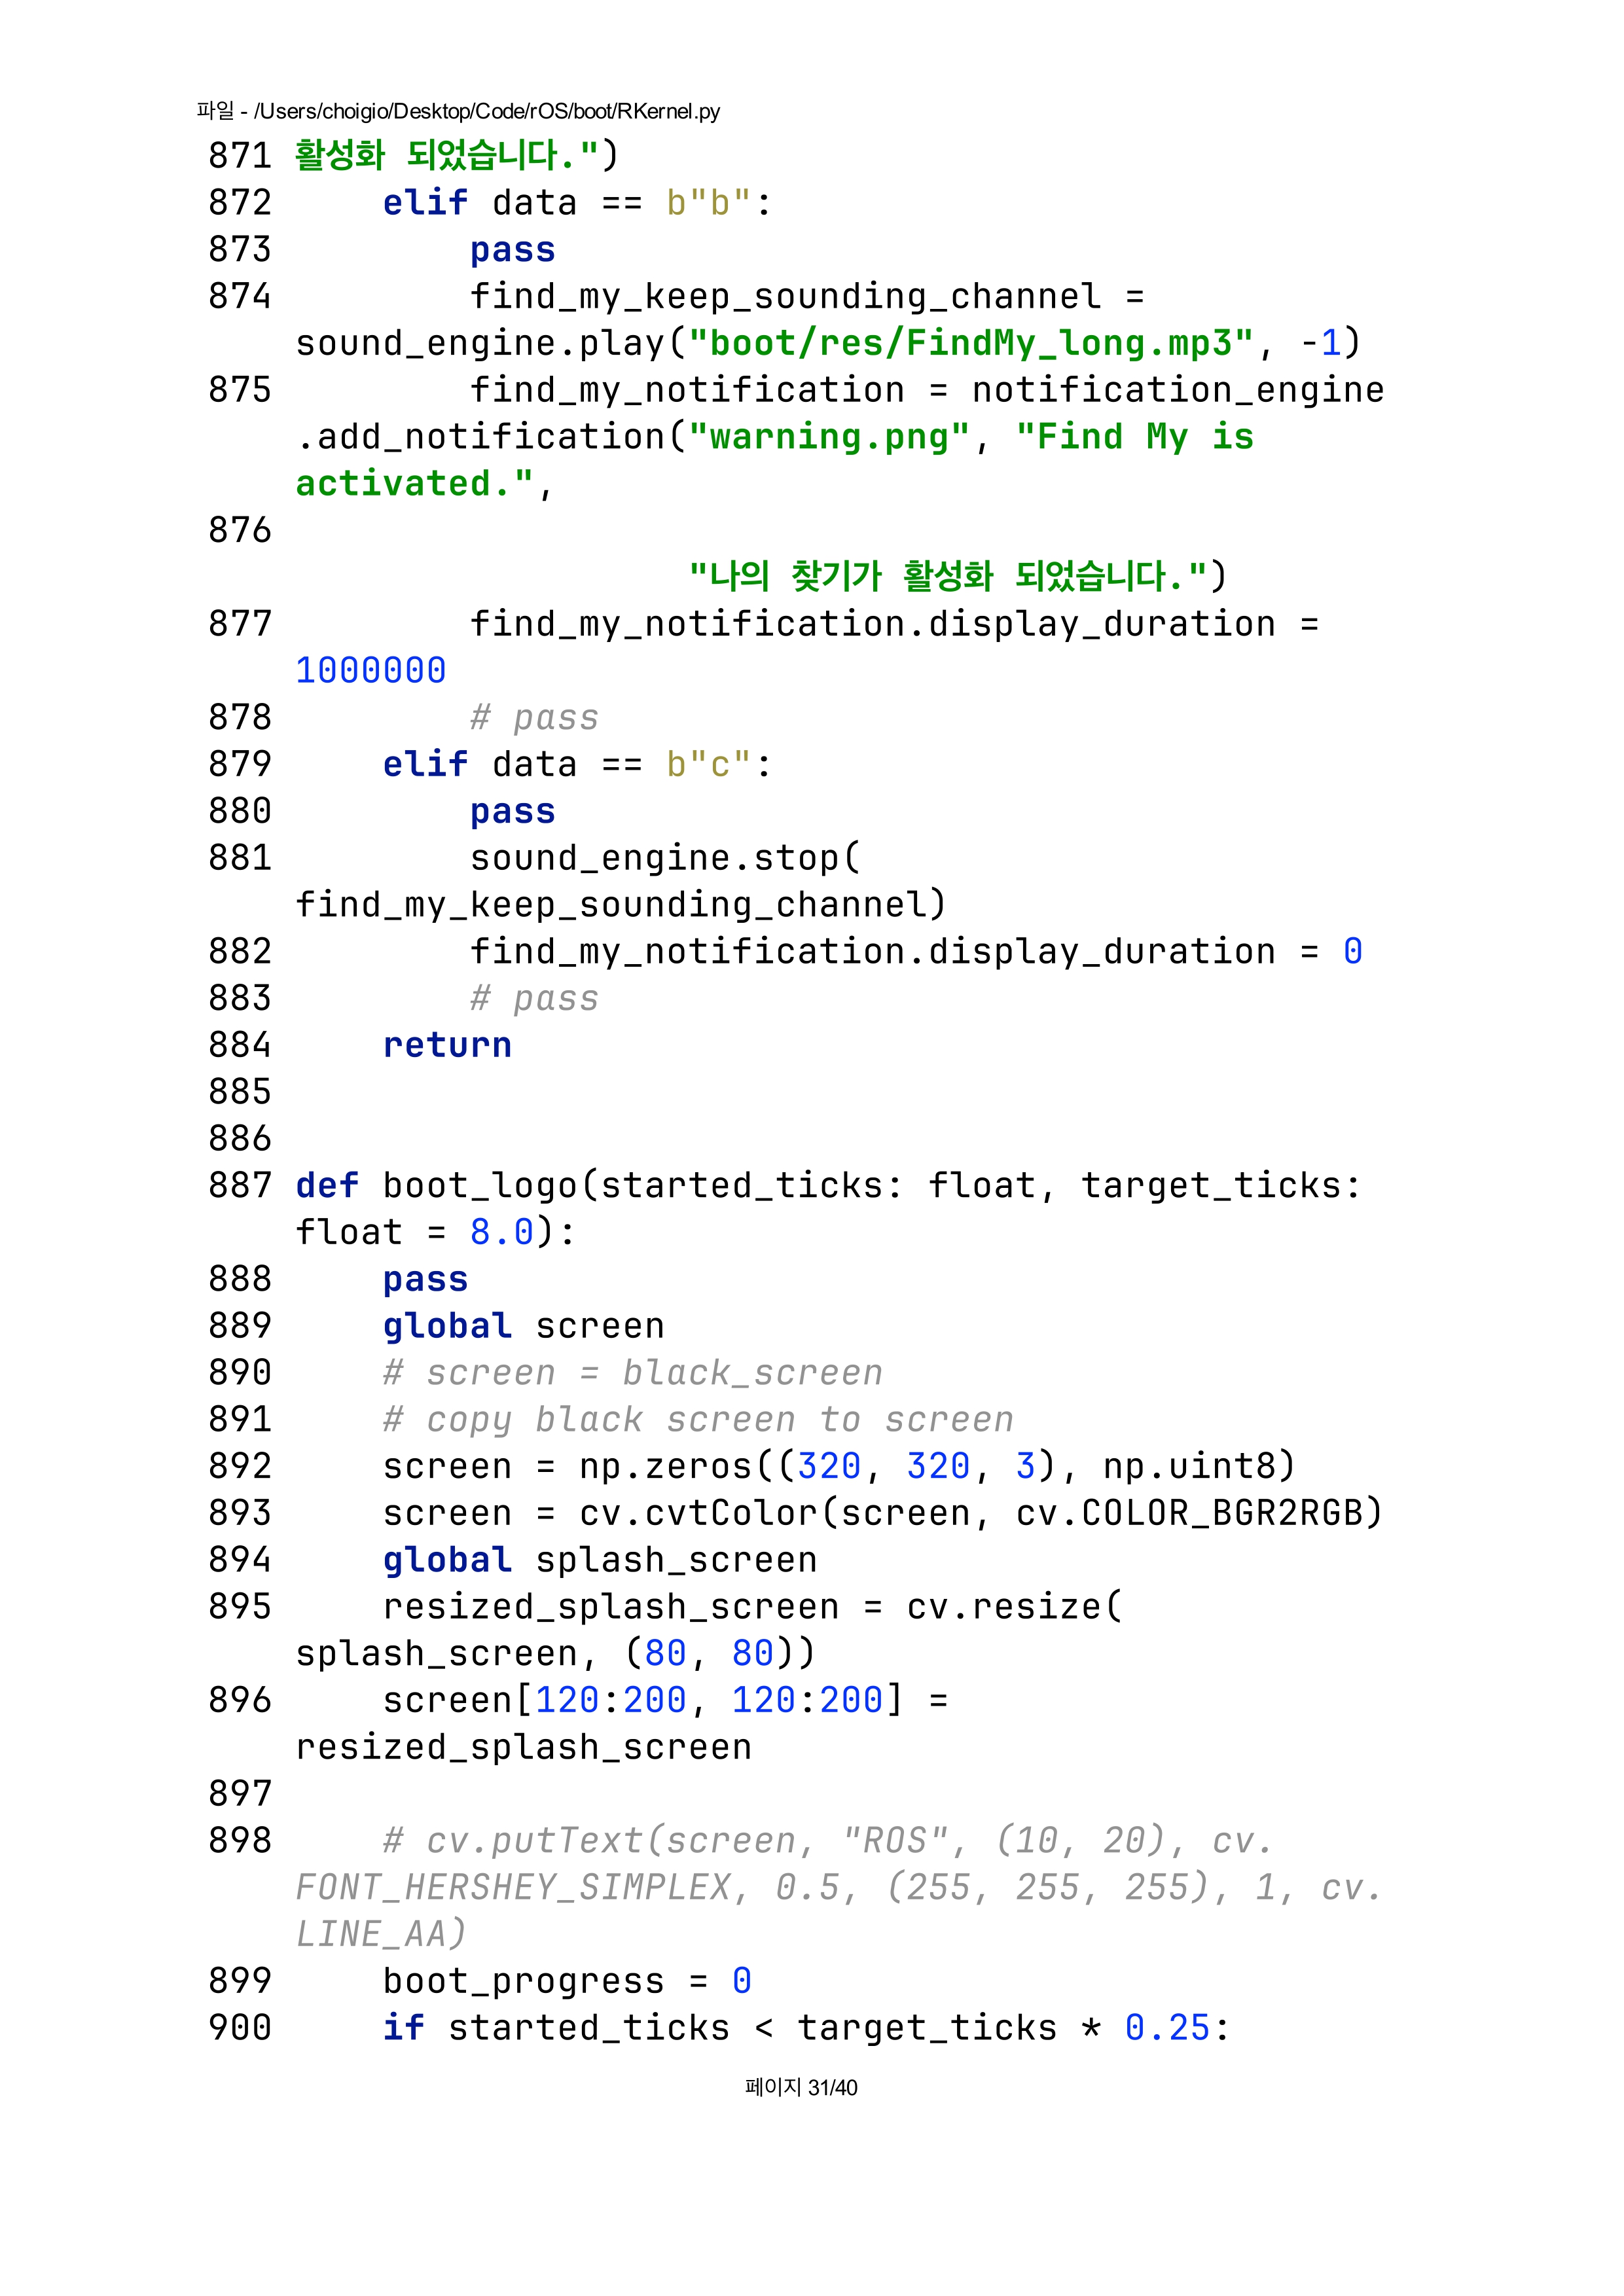 파일 - /Users/choigio/Desktop/Code/rOS/boot/RKernel.py
871 활성화 되었습니다.")
872     elif data == b"b":
873         pass
874         find_my_keep_sounding_channel =
sound_engine.play("boot/res/FindMy_long.mp3", -1)
875         find_my_notification = notification_engine
.add_notification("warning.png", "Find My is
activated.",
876
"나의 찾기가 활성화 되었습니다.")
877         find_my_notification.display_duration =
1000000
878         # pass
879     elif data == b"c":
880         pass
881         sound_engine.stop(
find_my_keep_sounding_channel)
882         find_my_notification.display_duration = 0
883         # pass
884     return
885
886
887 def boot_logo(started_ticks: float, target_ticks:
float = 8.0):
888     pass
889     global screen
890     # screen = black_screen
891     # copy black screen to screen
892     screen = np.zeros((320, 320, 3), np.uint8)
893     screen = cv.cvtColor(screen, cv.COLOR_BGR2RGB)
894     global splash_screen
895     resized_splash_screen = cv.resize(
splash_screen, (80, 80))
896     screen[120:200, 120:200] =
resized_splash_screen
897
898     # cv.putText(screen, "ROS", (10, 20), cv.
FONT_HERSHEY_SIMPLEX, 0.5, (255, 255, 255), 1, cv.
LINE_AA)
899     boot_progress = 0
900     if started_ticks < target_ticks * 0.25:
페이지 31/40